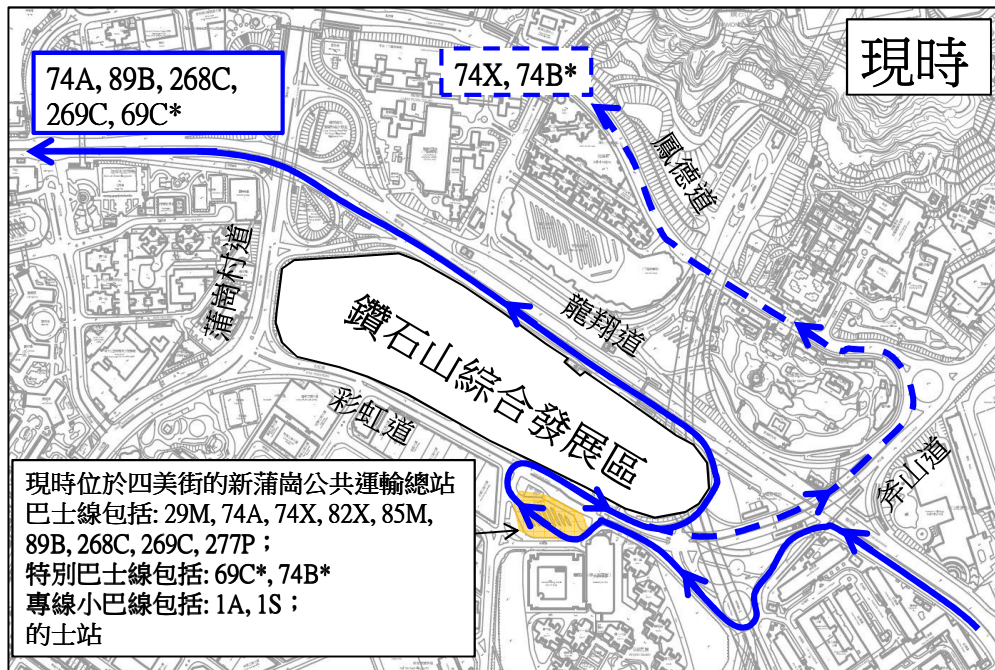 74A, 89B, 268C,
269C, 69C*
74X, 74B*
現時
鳳德道
蒲崗村道
龍翔道
鑽石山綜合發展區
彩虹道
斧山道
現時位於四美街的新蒲崗公共運輸總站
巴士線包括: 29M, 74A, 74X, 82X, 85M,
89B, 268C, 269C, 277P；
特別巴士線包括: 69C*, 74B*
專線小巴線包括: 1A, 1S；
的士站